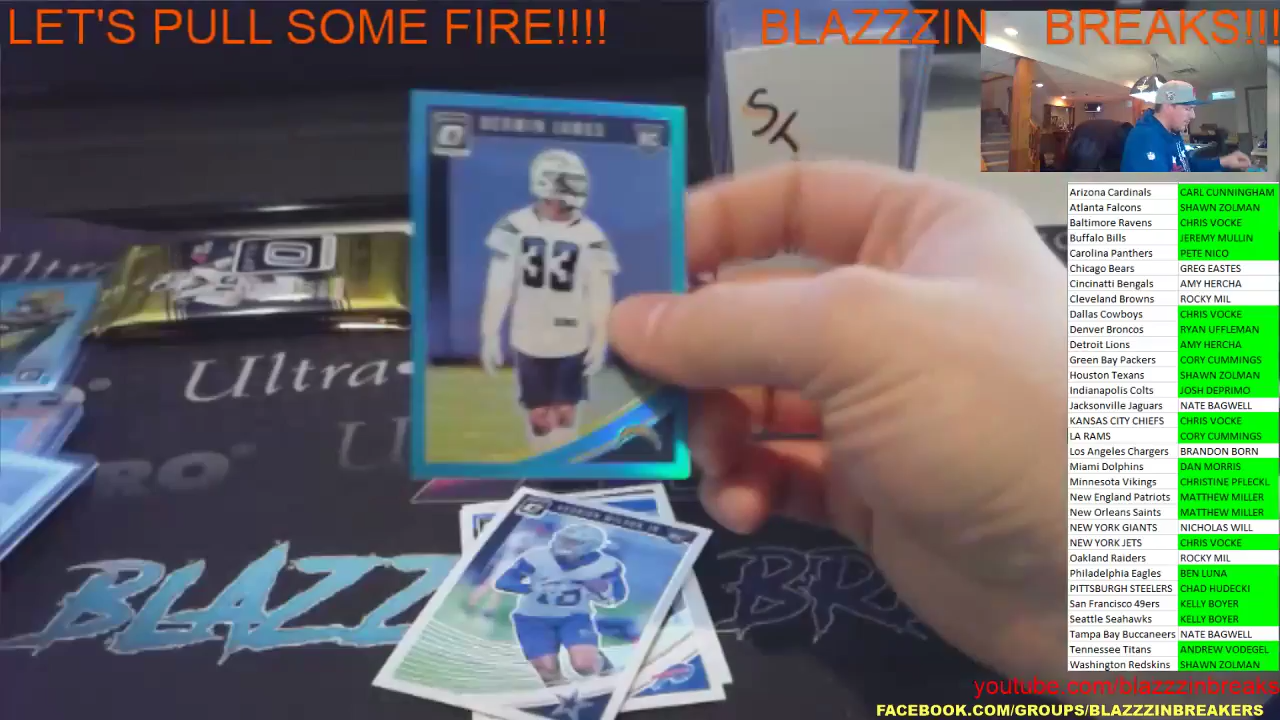 LET'S PULL SOME FIRE!!!!
BLAZZZIN BREAKS!!!
DERWIN JAMES
33
Ultra
Arizona Cardinals CARL CUNNINGHAM
Atlanta Falcons SHAWN ZOLMAN
Baltimore Ravens CHRIS VOCKE
Buffalo Bills JEREMY MULLIN
Carolina Panthers PETE NICO
Chicago Bears GREG EASTES
Cincinatti Bengals AMY HERCHA
Cleveland Browns ROCKY MIL
Dallas Cowboys CHRIS VOCKE
Denver Broncos RYAN UFFLEMAN
Detroit Lions AMY HERCHA
Green Bay Packers CORY CUMMINGS
Houston Texans SHAWN ZOLMAN
Indianapolis Colts JOSH DEPRIMO
Jacksonville Jaguars NATE BAGWELL
KANSAS CITY CHIEFS CHRIS VOCKE
LA RAMS CORY CUMMINGS
Los Angeles Chargers BRANDON BORN
Miami Dolphins DAN MORRIS
Minnesota Vikings CHRISTINE PFLECKL
New England Patriots MATTHEW MILLER
New Orleans Saints MATTHEW MILLER
NEW YORK GIANTS NICHOLAS WILL
NEW YORK JETS CHRIS VOCKE
Oakland Raiders ROCKY MIL
Philadelphia Eagles BEN LUNA
PITTSBURGH STEELERS CHAD HUDECKI
San Francisco 49ers KELLY BOYER
Seattle Seahawks KELLY BOYER
Tampa Bay Buccaneers NATE BAGWELL
Tennessee Titans ANDREW VODEGEL
Washington Redskins SHAWN ZOLMAN
youtube.com/blazzzinbreaks
FACEBOOK.COM/GROUPS/BLAZZZINBREAKERS